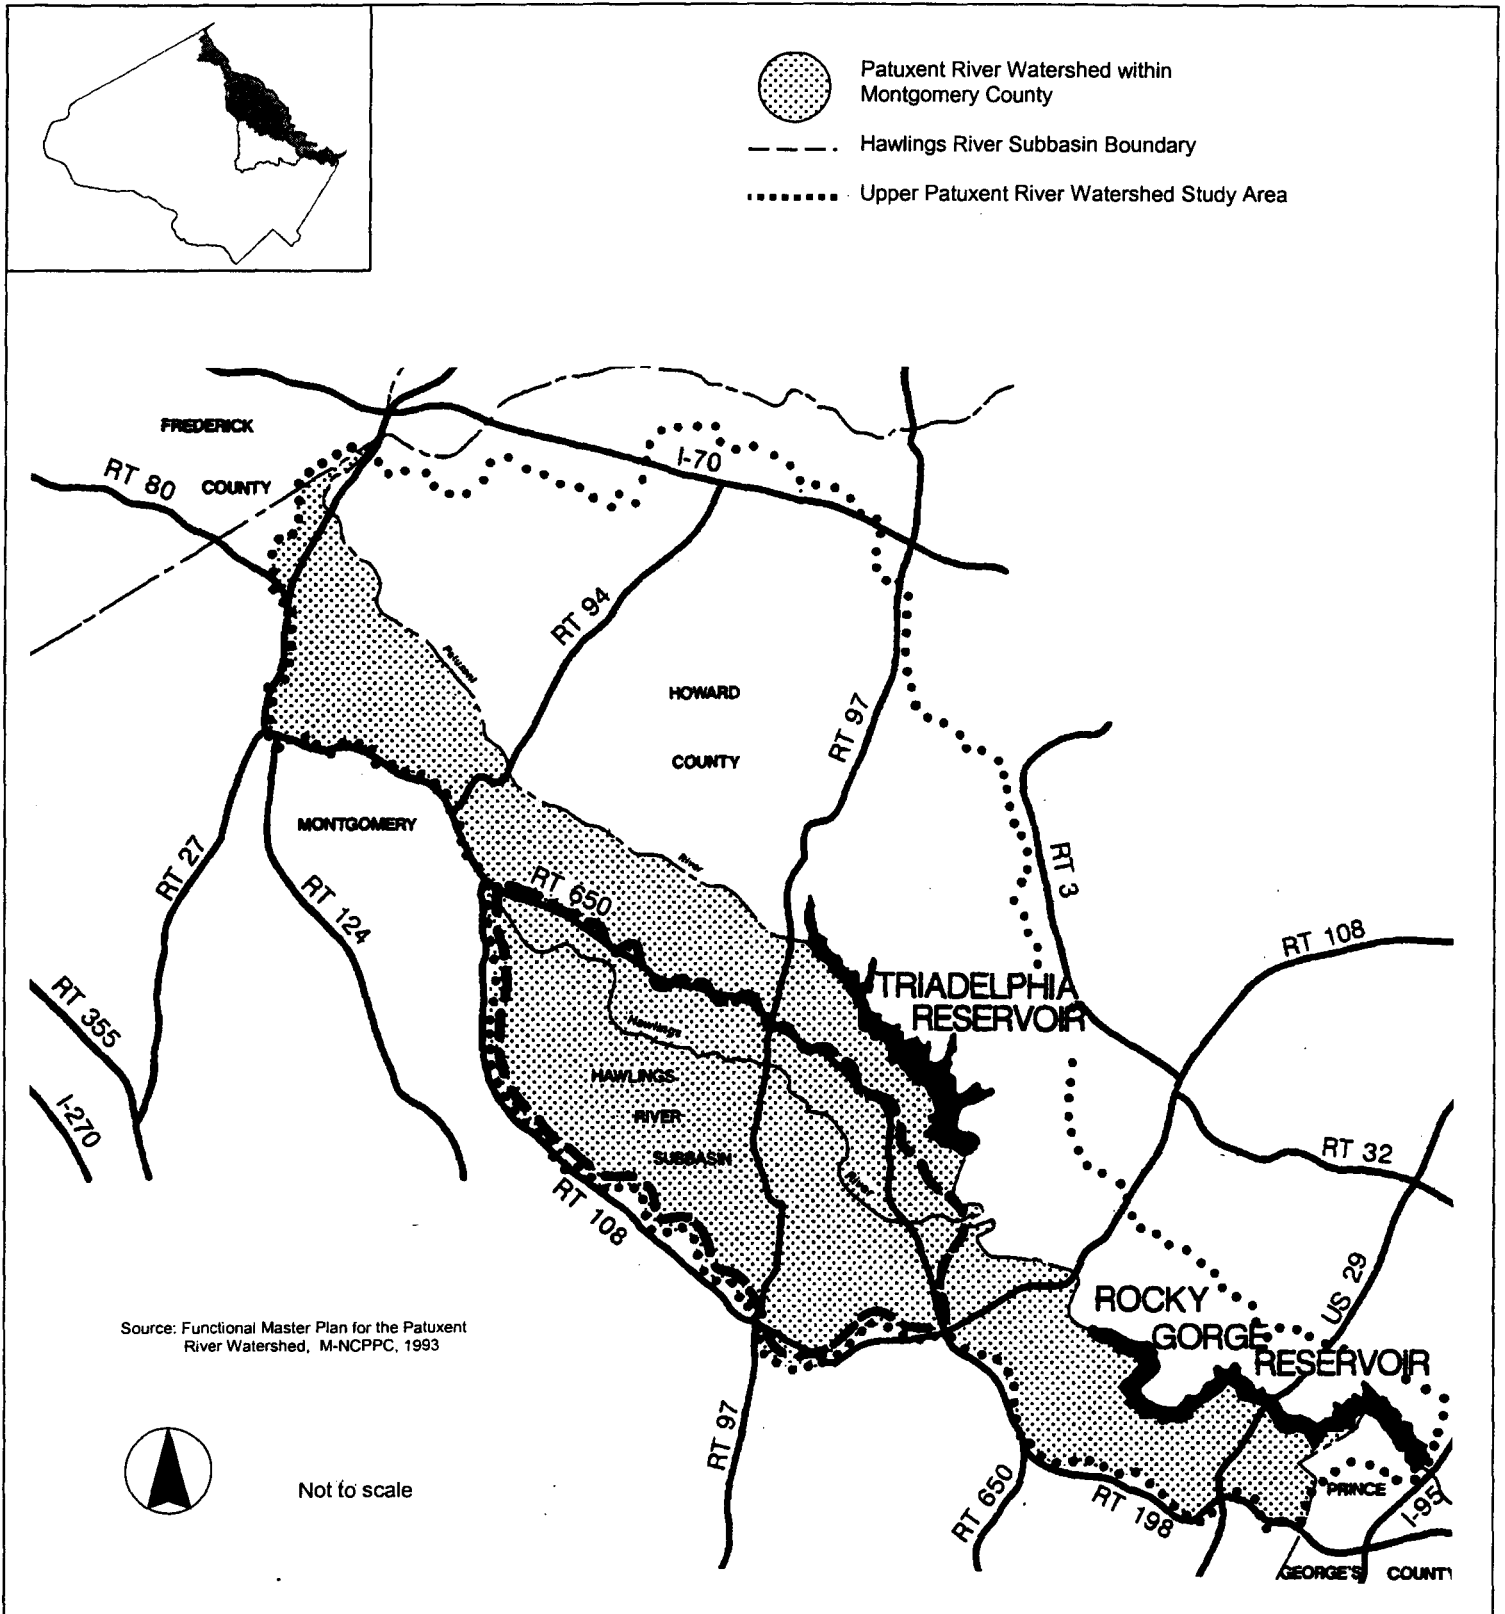 Patuxent River Watershed within
Montgomery County
Hawlings River Subbasin Boundary
Upper Patuxent River Watershed Study Area
FREDERICK
COUNTY
RT 80
I-70
RT 94
Patuxent
HOWARD
COUNTY
RT 97
MONTGOMERY
RT 27
RT 124
RT 650
River
RT 3
RT 108
TRIADELPHIA
RESERVOIR
RT 355
I-270
Hawlings
HAWLINGS
RIVER
SUBBASIN
River
RT 108
RT 32
US 29
ROCKY
GORGE
RESERVOIR
Source: Functional Master Plan for the Patuxent
River Watershed, M-NCPPC, 1993
RT 97
Not to scale
RT 650
RT 198
PRINCE
I-95
GEORGE'S COUNTY